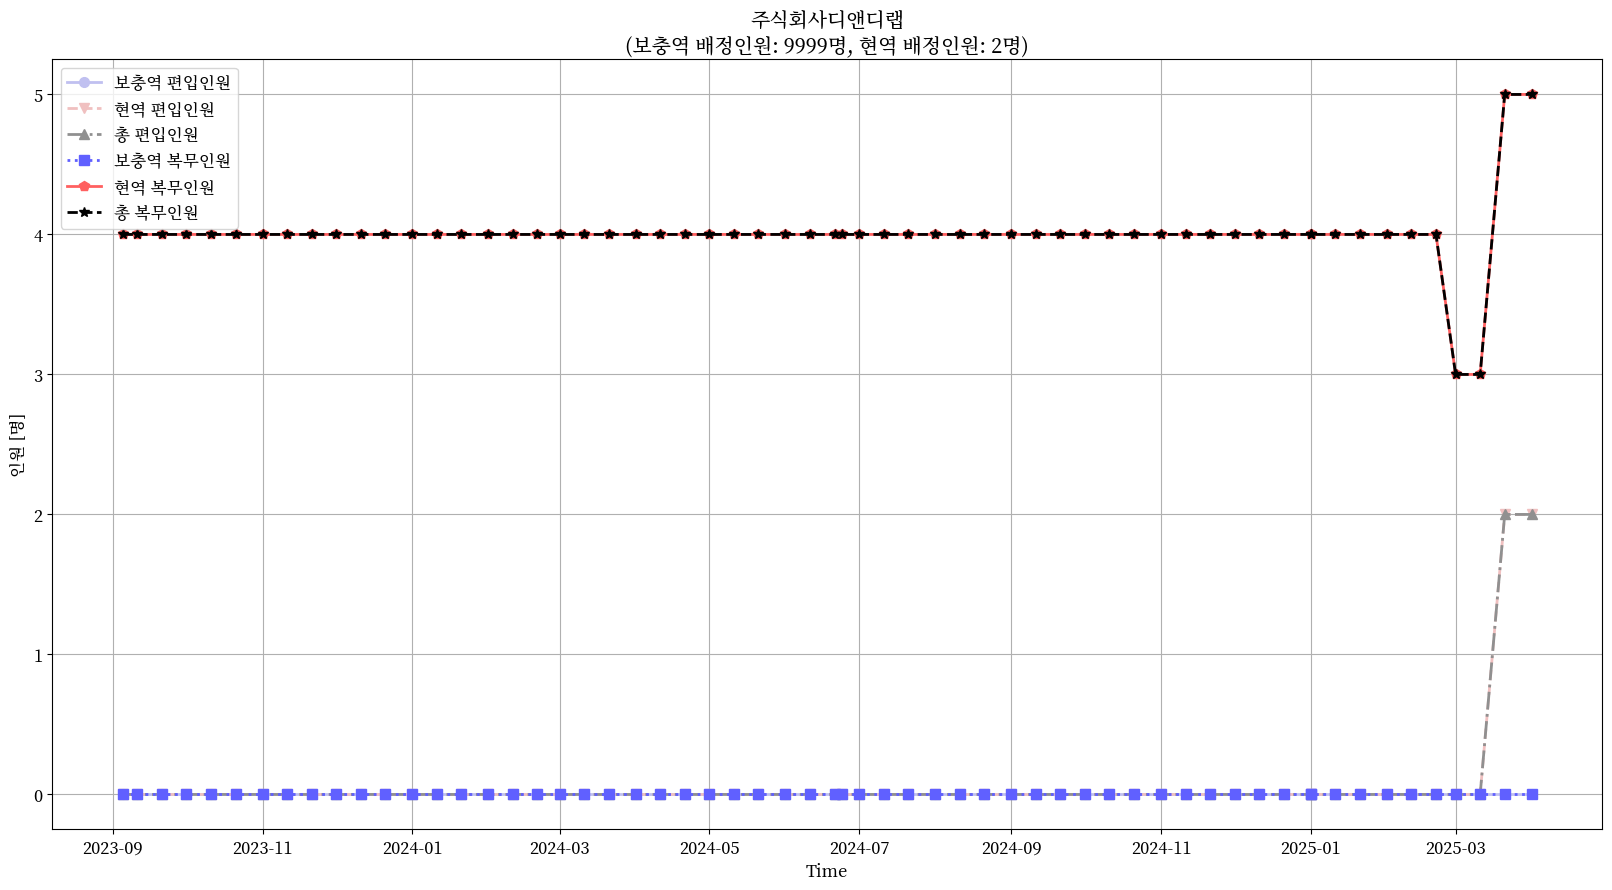 주식회사디앤디랩
(보충역 배정인원: 9999명, 현역 배정인원: 2명)
보충역 편입인원
현역 편입인원
총 편입인원
보충역 복무인원
현역 복무인원
총 복무인원
5
4
3
2
1
0
인원 [명]
2023-09
2023-11
2024-01
2024-03
2024-05
2024-07
2024-09
2024-11
2025-01
2025-03
Time